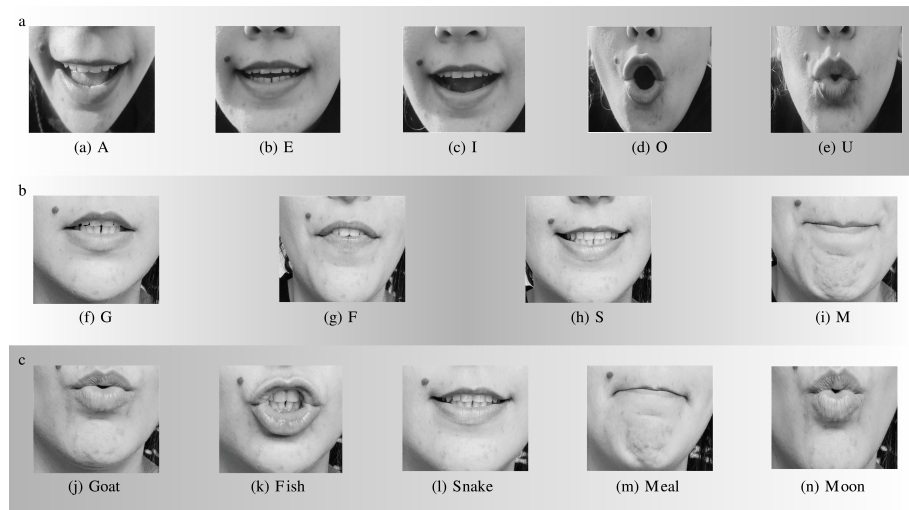 a
(a) A (b) E (c) I (d) O (e) U
b
(f) G (g) F (h) S (i) M
c
(j) Goat (k) Fish (l) Snake (m) Meal (n) Moon